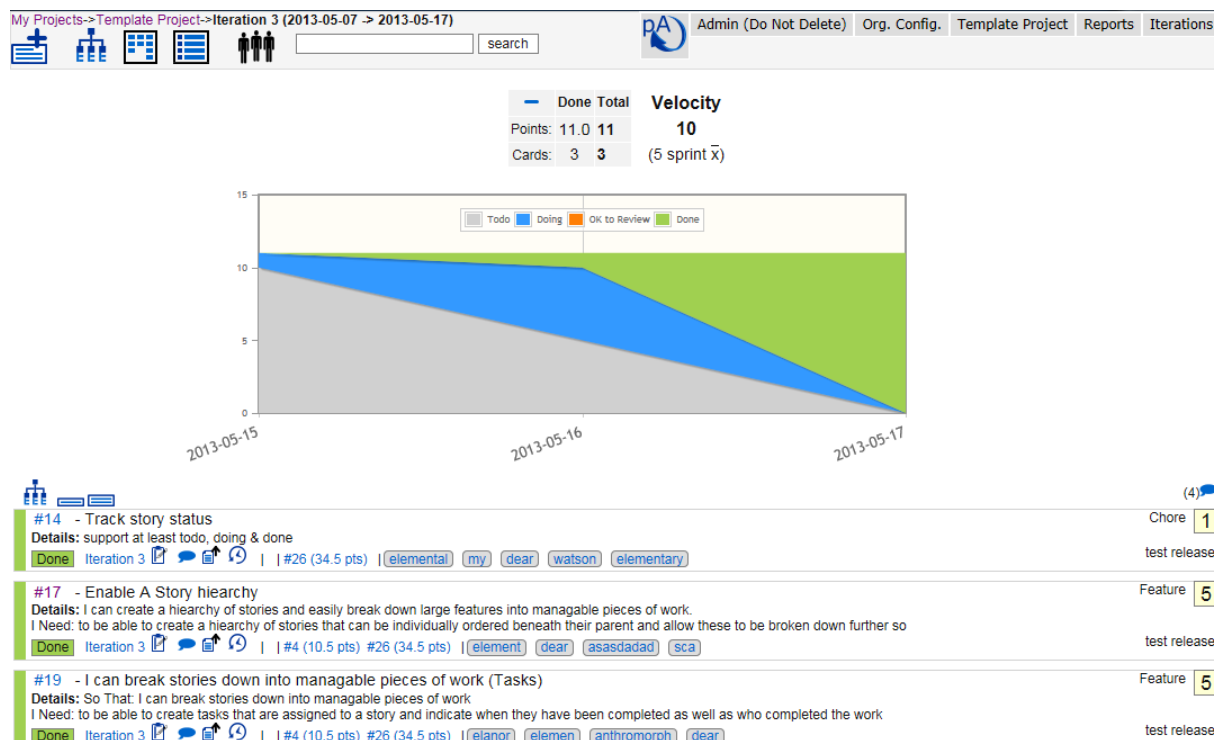 My Projects->Template Project->Iteration 3 (2013-05-07 -> 2013-05-17)
search
pA
Admin (Do Not Delete) Org. Config. Template Project Reports Iterations
Done Total Velocity
Points: 11.0 11 10
Cards: 3 3 (5 sprint x̅)
15
Todo Doing OK to Review Done
10
5
0
2013-05-15 2013-05-16 2013-05-17
(4)
#14 - Track story status Chore 1
Details: support at least todo, doing & done
Done Iteration 3 | | #26 (34.5 pts) | elemental my dear watson elementary test release
#17 - Enable A Story hiearchy Feature 5
Details: I can create a hiearchy of stories and easily break down large features into managable pieces of work.
I Need: to be able to create a hiearchy of stories that can be individually ordered beneath their parent and allow these to be broken down further so
Done Iteration 3 | | #4 (10.5 pts) #26 (34.5 pts) | element dear asasdadad sca test release
#19 - I can break stories down into managable pieces of work (Tasks) Feature 5
Details: So That: I can break stories down into managable pieces of work
I Need: to be able to create tasks that are assigned to a story and indicate when they have been completed as well as who completed the work
Done Iteration 3 | | #4 (10.5 pts) #26 (34.5 pts) | elanor elemen anthromorph dear test release